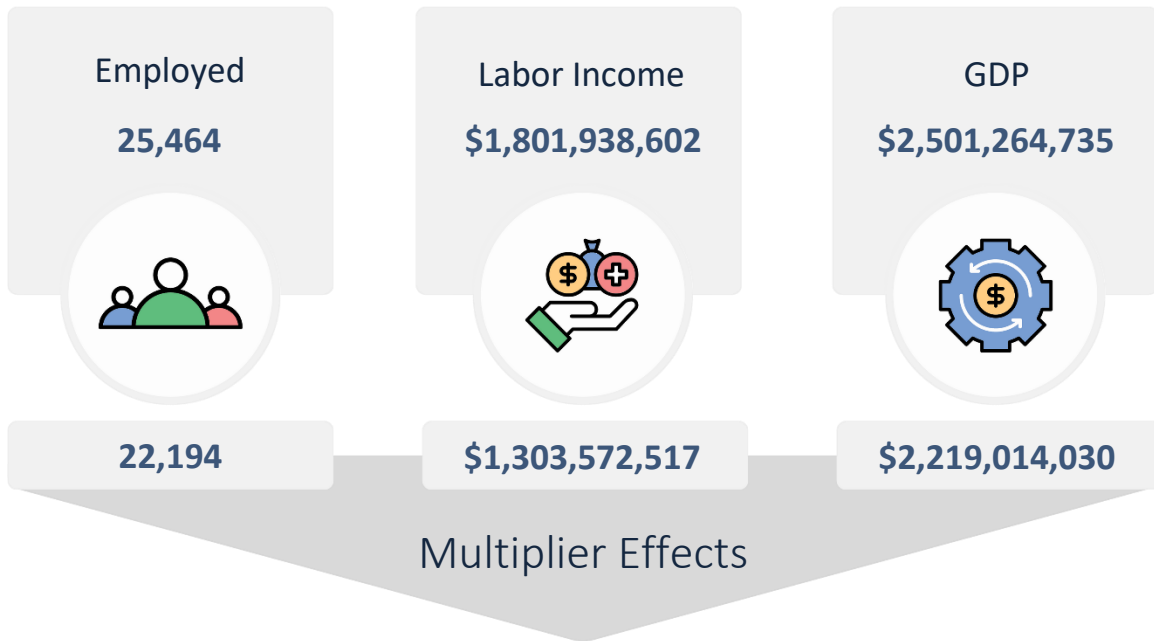 Employed
25,464
Labor Income
$1,801,938,602
GDP
$2,501,264,735
$
$
22,194
$1,303,572,517
$2,219,014,030
Multiplier Effects